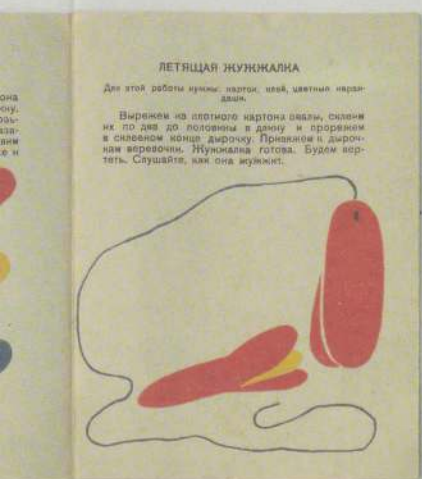 ЛЕТЯЩАЯ ЖУЖЖАЛКА
Для этой работы нужны: картон, клей, цветные каран-
даши.
Вырежем из плотного картона овалы, склеим
их по два до половины в длину и прорежем
в склеенном конце дырочку. Привяжем к дыроч-
кам веревочки. Жужжалка готова. Будем вер-
теть. Слушайте, как она жужжит.